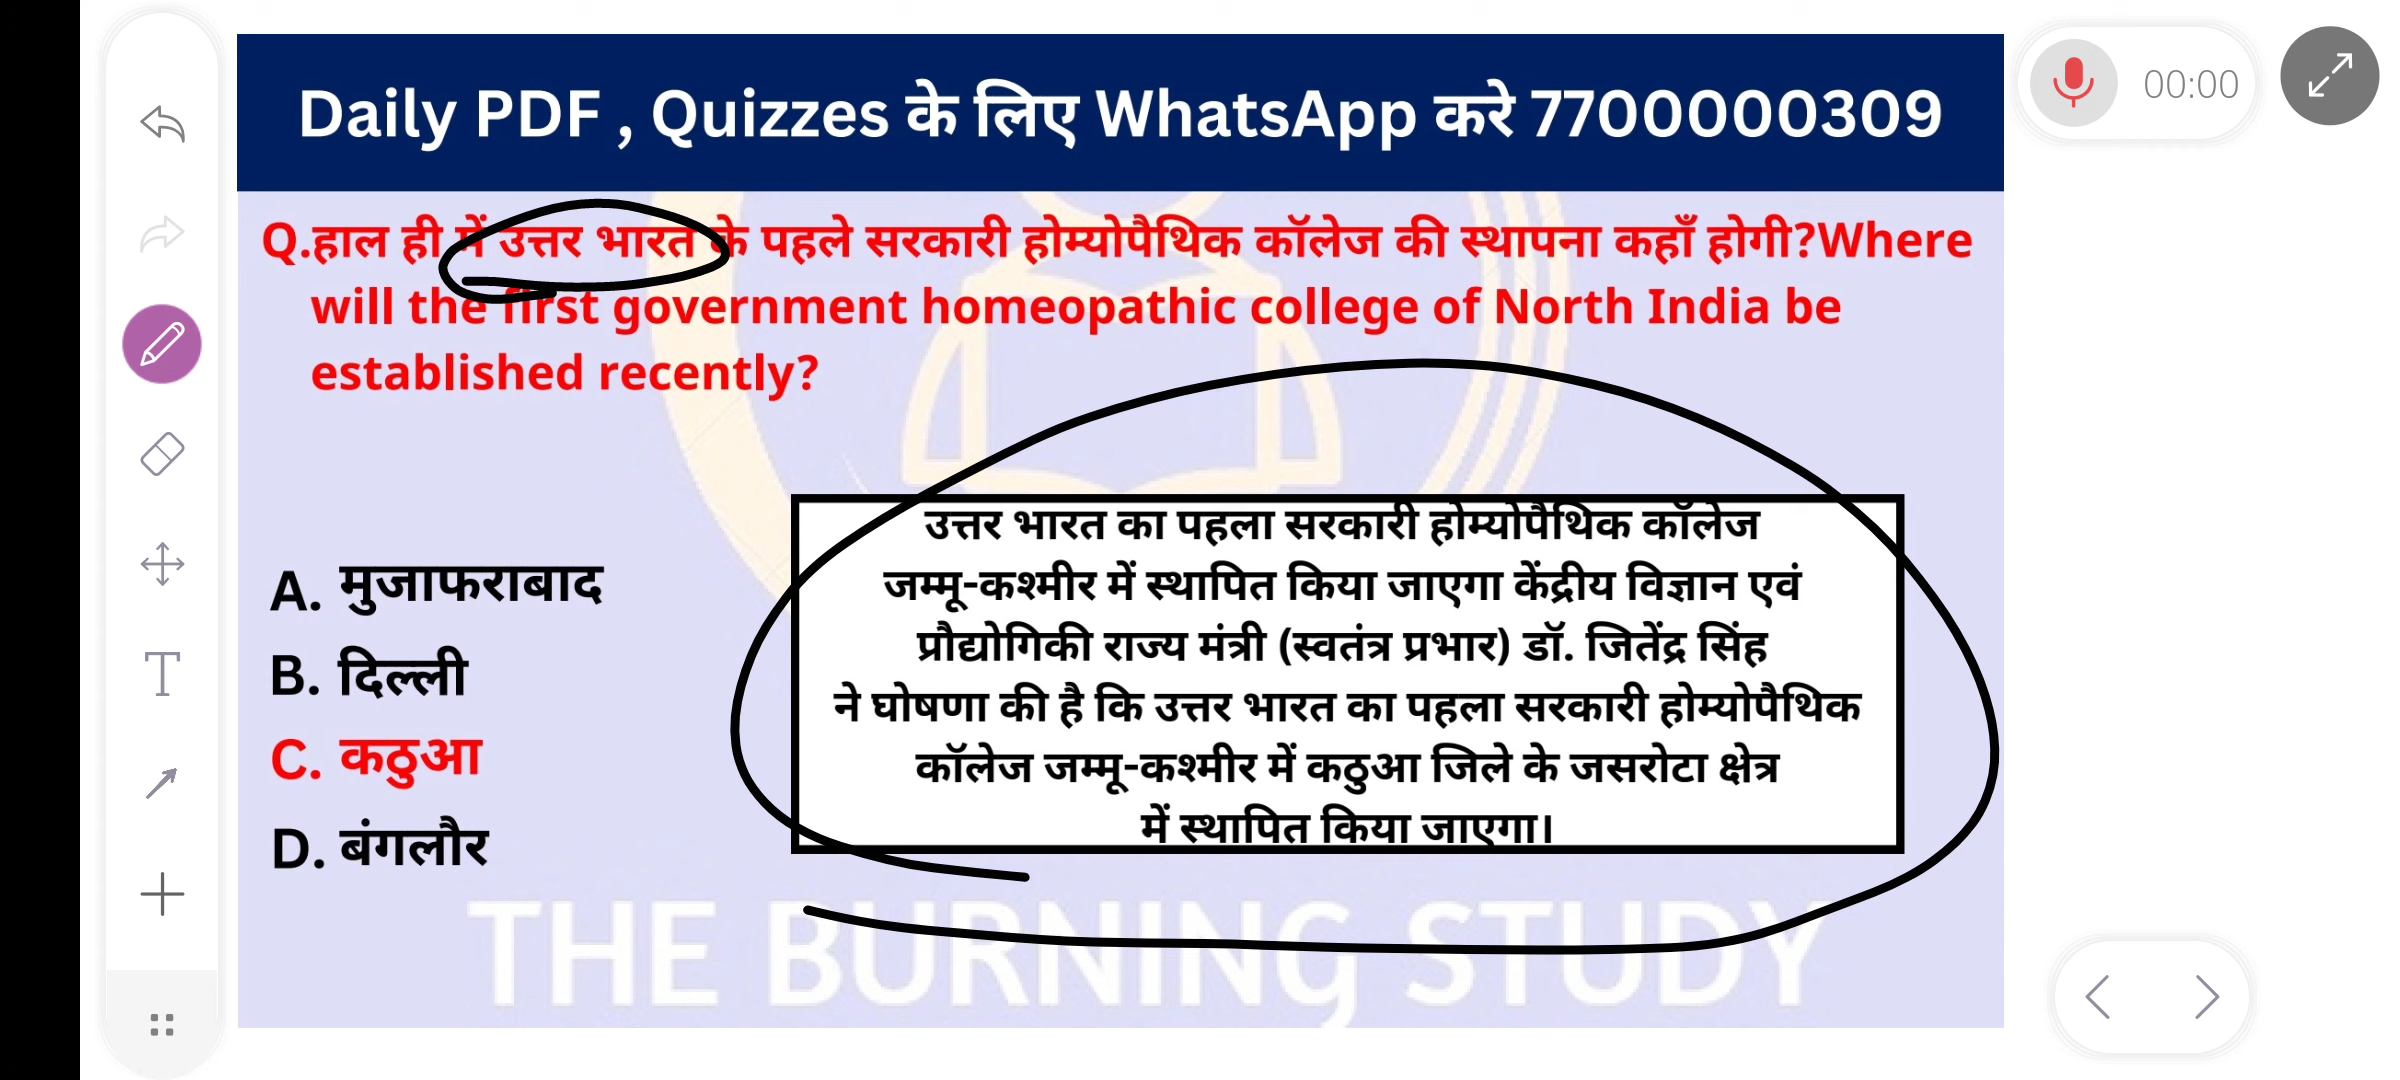 Daily PDF , Quizzes के लिए WhatsApp करे 7700000309
00:00
Q.हाल ही में उत्तर भारत के पहले सरकारी होम्योपैथिक कॉलेज की स्थापना कहाँ होगी?Where
will the first government homeopathic college of North India be
established recently?
A. मुजाफराबाद
B. दिल्ली
C. कठुआ
D. बंगलौर
उत्तर भारत का पहला सरकारी होम्योपैथिक कॉलेज
जम्मू-कश्मीर में स्थापित किया जाएगा केंद्रीय विज्ञान एवं
प्रौद्योगिकी राज्य मंत्री (स्वतंत्र प्रभार) डॉ. जितेंद्र सिंह
ने घोषणा की है कि उत्तर भारत का पहला सरकारी होम्योपैथिक
कॉलेज जम्मू-कश्मीर में कठुआ जिले के जसरोटा क्षेत्र
में स्थापित किया जाएगा।
THE BURNING STUDY
T